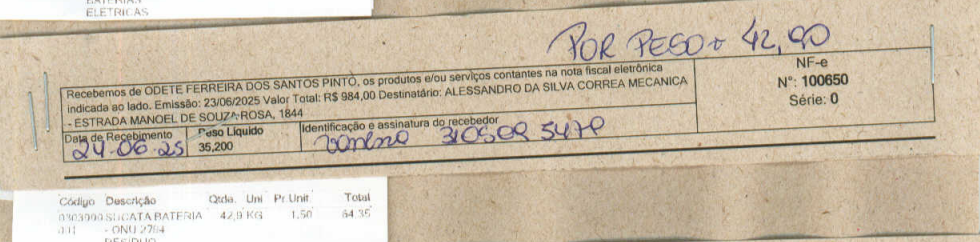 BATERIAS
ELETRICAS
POR PESO 42,90
Recebemos de ODETE FERREIRA DOS SANTOS PINTO, os produtos e/ou serviços contantes na nota fiscal eletrônica
indicada ao lado. Emissão: 23/06/2025 Valor Total: R$ 984,00 Destinatário: ALESSANDRO DA SILVA CORREA MECANICA
- ESTRADA MANOEL DE SOUZA ROSA, 1844
NF-e
N°: 100650
Série: 0
Data de Recebimento
24-06-25
Peso Liquido
35,200
Identificação e assinatura do recebedor
Código Descrição Qtda. Uni Pr.Unit Total
0303000 SUCATA BATERIA 42,9 KG 1,50 64,35
- ONU 2794
RESIDUO